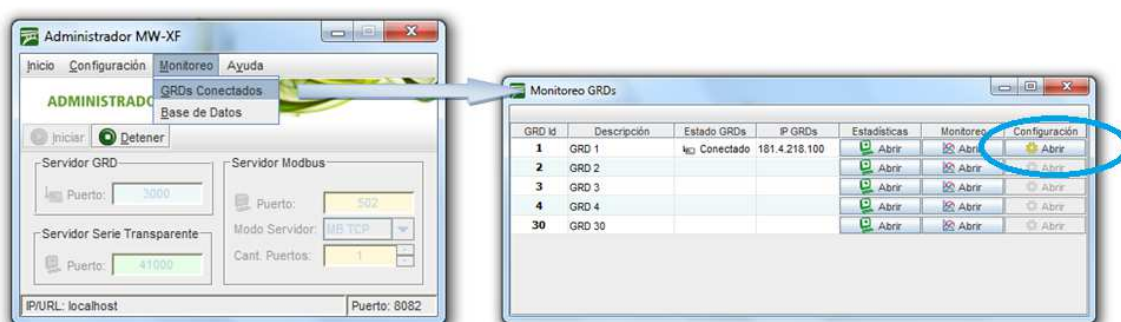 Administrador MW-XF
Inicio Configuración Monitoreo Ayuda
GRDs Conectados
Base de Datos
ADMINISTRADO
Iniciar Detener
Servidor GRD
Puerto: 3000
Servidor Serie Transparente
Puerto: 41000
Servidor Modbus
Puerto: 502
Modo Servidor: MB TCP
Cant. Puertos: 1
IP/URL: localhost Puerto: 8082
Monitoreo GRDs
GRD Id Descripción Estado GRDs IP GRDs Estadísticas Monitoreo Configuración
1 GRD 1 Conectado 181.4.218.100 Abrir Abrir Abrir
2 GRD 2 Abrir Abrir Abrir
3 GRD 3 Abrir Abrir Abrir
4 GRD 4 Abrir Abrir Abrir
30 GRD 30 Abrir Abrir Abrir